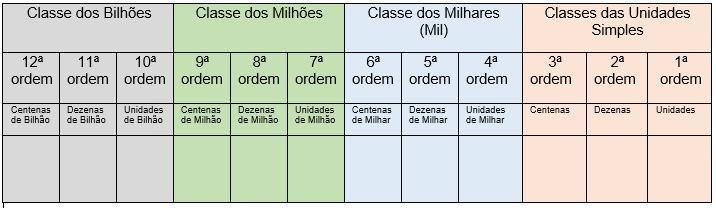 Classe dos Bilhões Classe dos Milhões Classe dos Milhares Classes das Unidades
(Mil) Simples
12ª 11ª 10ª 9ª 8ª 7ª 6ª 5ª 4ª 3ª 2ª 1ª
ordem ordem ordem ordem ordem ordem ordem ordem ordem ordem ordem ordem
Centenas Dezenas Unidades Centenas Dezenas Unidades Centenas Dezenas Unidades Centenas Dezenas Unidades
de Bilhão de Bilhão de Bilhão de Milhão de Milhão de Milhão de Milhar de Milhar de Milhar